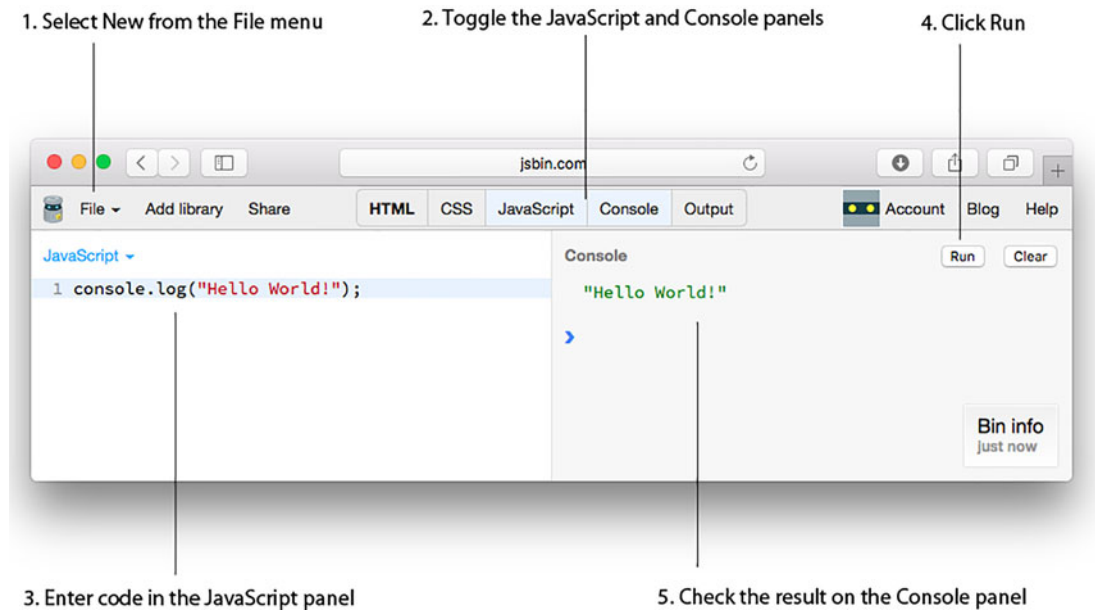 1. Select New from the File menu
2. Toggle the JavaScript and Console panels
4. Click Run
jsbin.com
File Add library Share HTML CSS JavaScript Console Output Account Blog Help
JavaScript
Console Run Clear
1 console.log("Hello World!");
"Hello World!"
Bin info
just now
3. Enter code in the JavaScript panel
5. Check the result on the Console panel